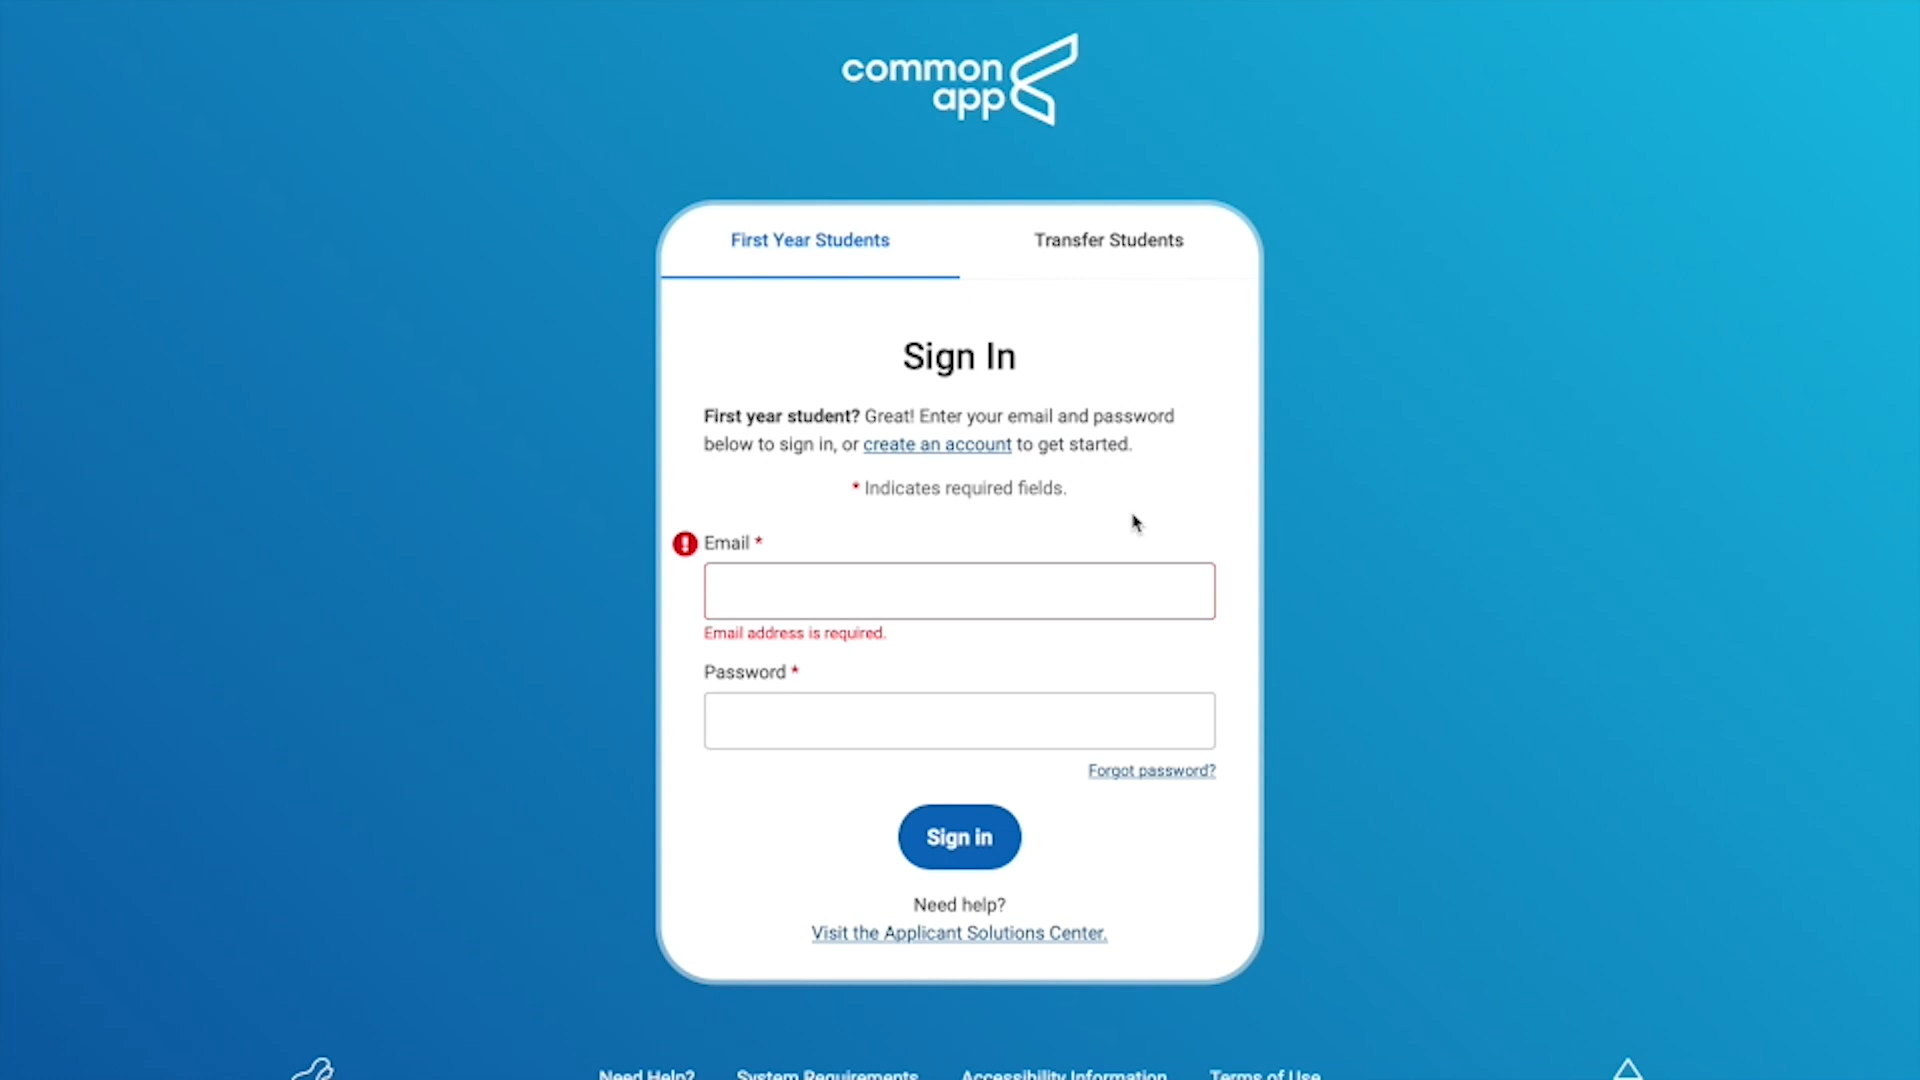 common
app
First Year Students
Transfer Students
Sign In
First year student? Great! Enter your email and password
below to sign in, or create an account to get started.
* Indicates required fields.
Email *
Email address is required.
Password *
Forgot password?
Sign in
Need help?
Visit the Applicant Solutions Center.
Need Help?
System Requirements
Accessibility Information
Terms of Use